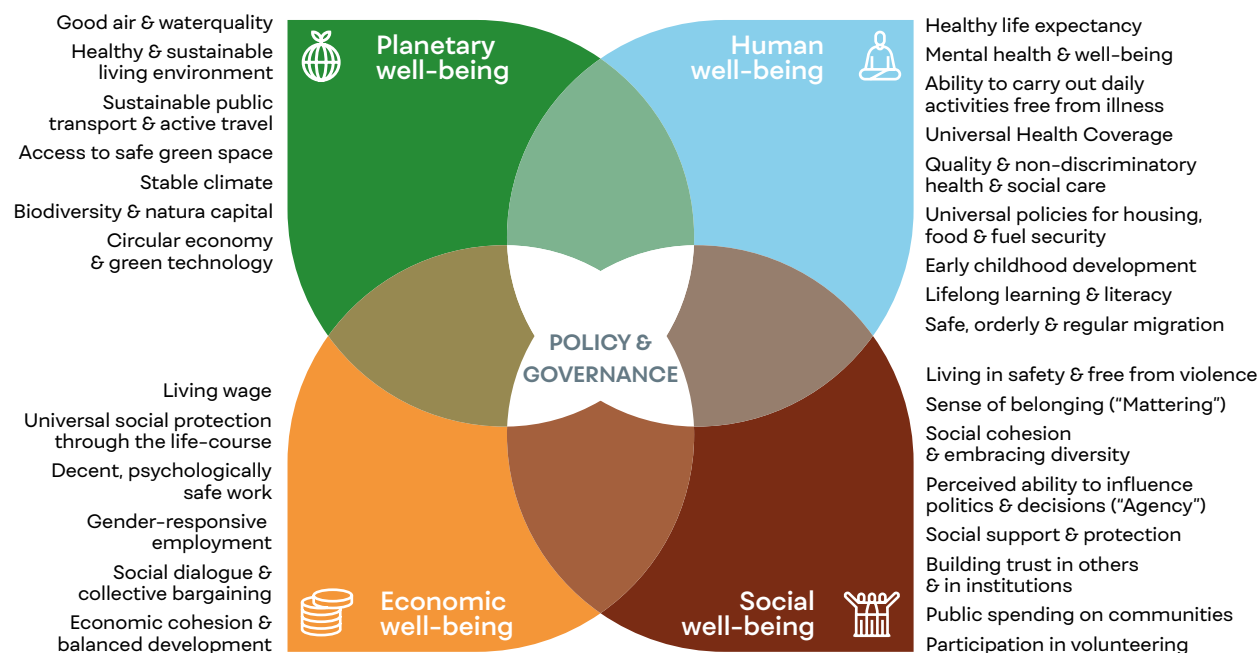 Good air & waterquality
Healthy & sustainable
living environment
Sustainable public
transport & active travel
Access to safe green space
Stable climate
Biodiversity & natura capital
Circular economy
& green technology
Planetary
well-being
Human
well-being
Healthy life expectancy
Mental health & well-being
Ability to carry out daily
activities free from illness
Universal Health Coverage
Quality & non-discriminatory
health & social care
Universal policies for housing,
food & fuel security
Early childhood development
Lifelong learning & literacy
Safe, orderly & regular migration
POLICY &
GOVERNANCE
Living wage
Universal social protection
through the life-course
Decent, psychologically
safe work
Gender-responsive
employment
Social dialogue &
collective bargaining
Economic cohesion &
balanced development
Economic
well-being
Social
well-being
Living in safety & free from violence
Sense of belonging (“Mattering”)
Social cohesion
& embracing diversity
Perceived ability to influence
politics & decisions (“Agency”)
Social support & protection
Building trust in others
& in institutions
Public spending on communities
Participation in volunteering